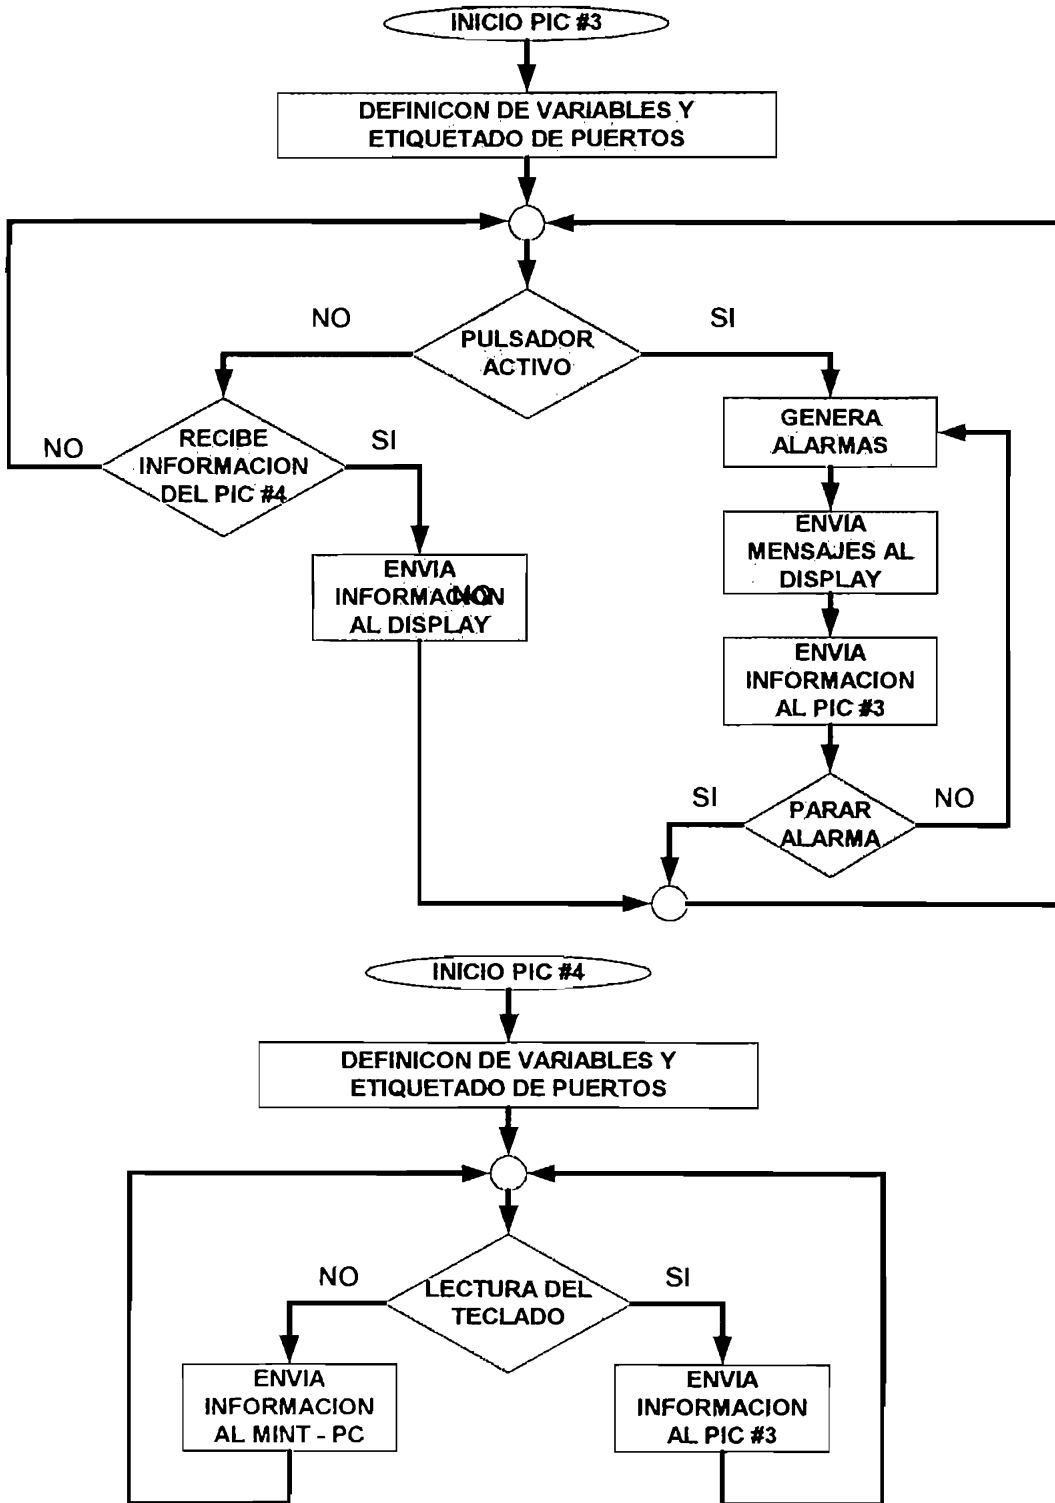 INICIO PIC #3
DEFINICON DE VARIABLES Y
ETIQUETADO DE PUERTOS
NO
SI
PULSADOR
ACTIVO
GENERA
ALARMAS
NO
SI
RECIBE
INFORMACION
DEL PIC #4
ENVIA
MENSAJES AL
DISPLAY
ENVIA
INFORMACION
NO
AL DISPLAY
ENVIA
INFORMACION
AL PIC #3
SI
NO
PARAR
ALARMA
INICIO PIC #4
DEFINICON DE VARIABLES Y
ETIQUETADO DE PUERTOS
NO
SI
LECTURA DEL
TECLADO
ENVIA
INFORMACION
AL MINT - PC
ENVIA
INFORMACION
AL PIC #3